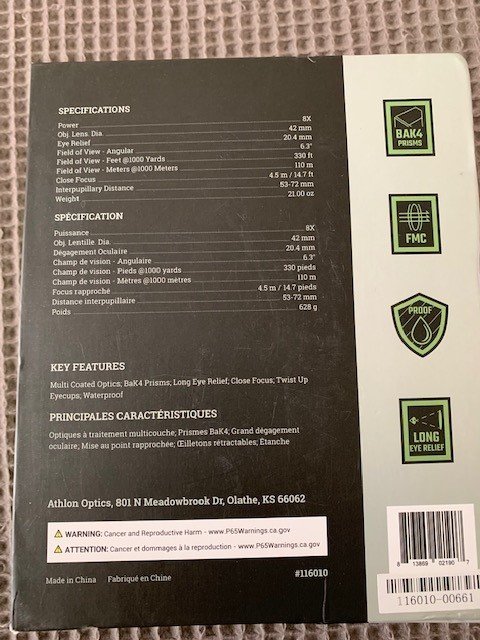 SPECIFICATIONS
Power 8X
Obj. Lens. Dia. 42 mm
Eye Relief 20.4 mm
Field of View - Angular 6.3°
Field of View - Feet @1000 Yards 330 ft
Field of View - Meters @1000 Meters 110 m
Close Focus 4.5 m / 14.7 ft
Interpupillary Distance 53-72 mm
Weight 21.00 oz
SPÉCIFICATION
Puissance 8X
Obj. Lentille. Dia. 42 mm
Dégagement Oculaire 20.4 mm
Champ de vision - Angulaire 6.3°
Champ de vision - Pieds @1000 yards 330 pieds
Champ de vision - Mètres @1000 mètres 110 m
Focus rapproché 4.5 m / 14.7 pieds
Distance interpupillaire 53-72 mm
Poids 628 g
KEY FEATURES
Multi Coated Optics; BaK4 Prisms; Long Eye Relief; Close Focus; Twist Up
Eyecups; Waterproof
PRINCIPALES CARACTÉRISTIQUES
Optiques à traitement multicouche; Prismes BaK4; Grand dégagement
oculaire; Mise au point rapprochee; Œilletons rétractables; Étanche
Athlon Optics, 801 N Meadowbrook Dr, Olathe, KS 66062
WARNING: Cancer and Reproductive Harm - www.P65Warnings.ca.gov
ATTENTION: Cancer et dommages à la reproduction - www.P65Warnings.ca.gov
Made in China Fabriqué en Chine #116010
BAK4
PRISMS
FMC
PROOF
LONG
EYE RELIEF
8 13869 02190 7
116010-00661